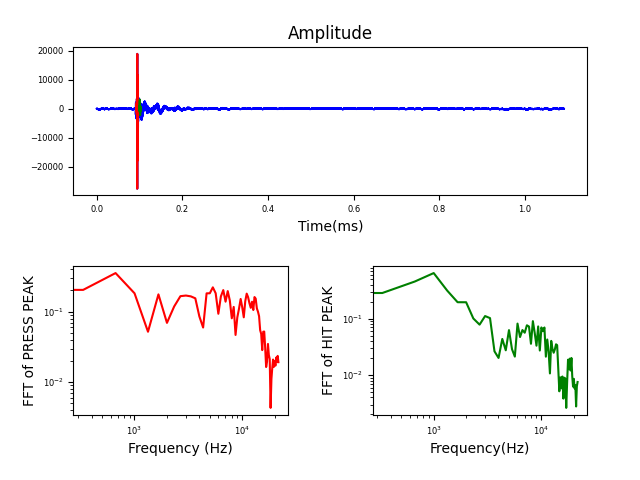 Amplitude
20000
10000
0
−10000
−20000
0.0 0.2 0.4 0.6 0.8 1.0
Time(ms)
FFT of PRESS PEAK
10⁻¹
10⁻²
10³ 10⁴
Frequency (Hz)
FFT of HIT PEAK
10⁻¹
10⁻²
10³ 10⁴
Frequency(Hz)